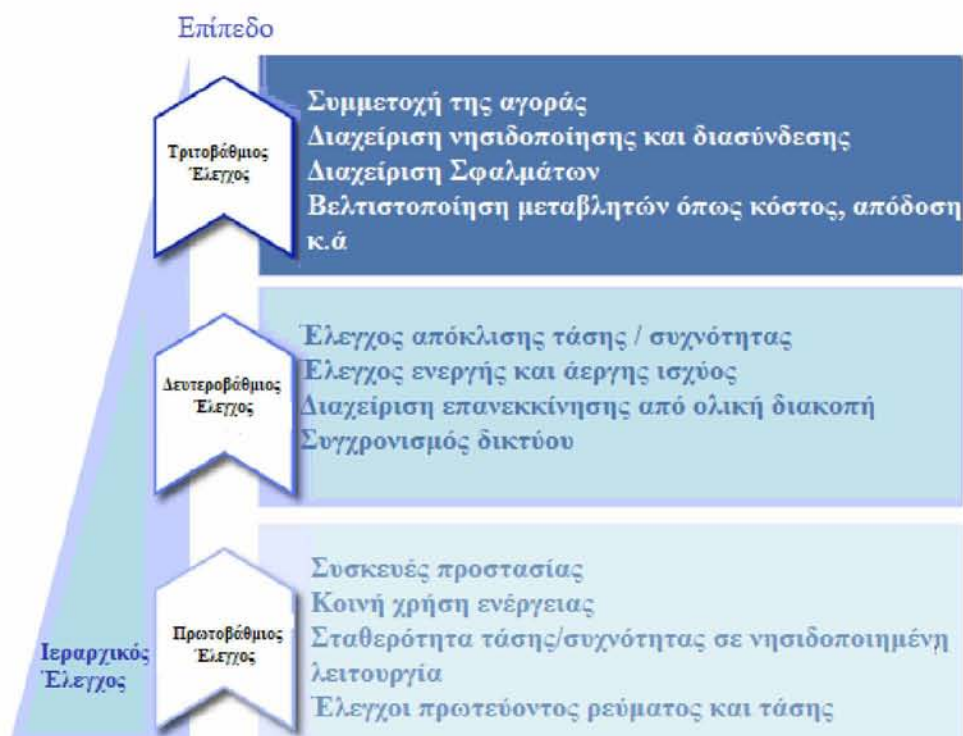 Επίπεδο
Τριτοβάθμιος
Έλεγχος
Συμμετοχή της αγοράς
Διαχείριση νησιδοποίησης και διασύνδεσης
Διαχείριση Σφαλμάτων
Βελτιστοποίηση μεταβλητών όπως κόστος, απόδοση
κ.ά
Δευτεροβάθμιος
Έλεγχος
Έλεγχος απόκλισης τάσης / συχνότητας
Έλεγχος ενεργής και άεργης ισχύος
Διαχείριση επανεκκίνησης από ολική διακοπή
Συγχρονισμός δικτύου
Πρωτοβάθμιος
Έλεγχος
Συσκευές προστασίας
Κοινή χρήση ενέργειας
Σταθερότητα τάσης/συχνότητας σε νησιδοποιημένη
λειτουργία
Έλεγχοι πρωτεύοντος ρεύματος και τάσης
Ιεραρχικός
Έλεγχος